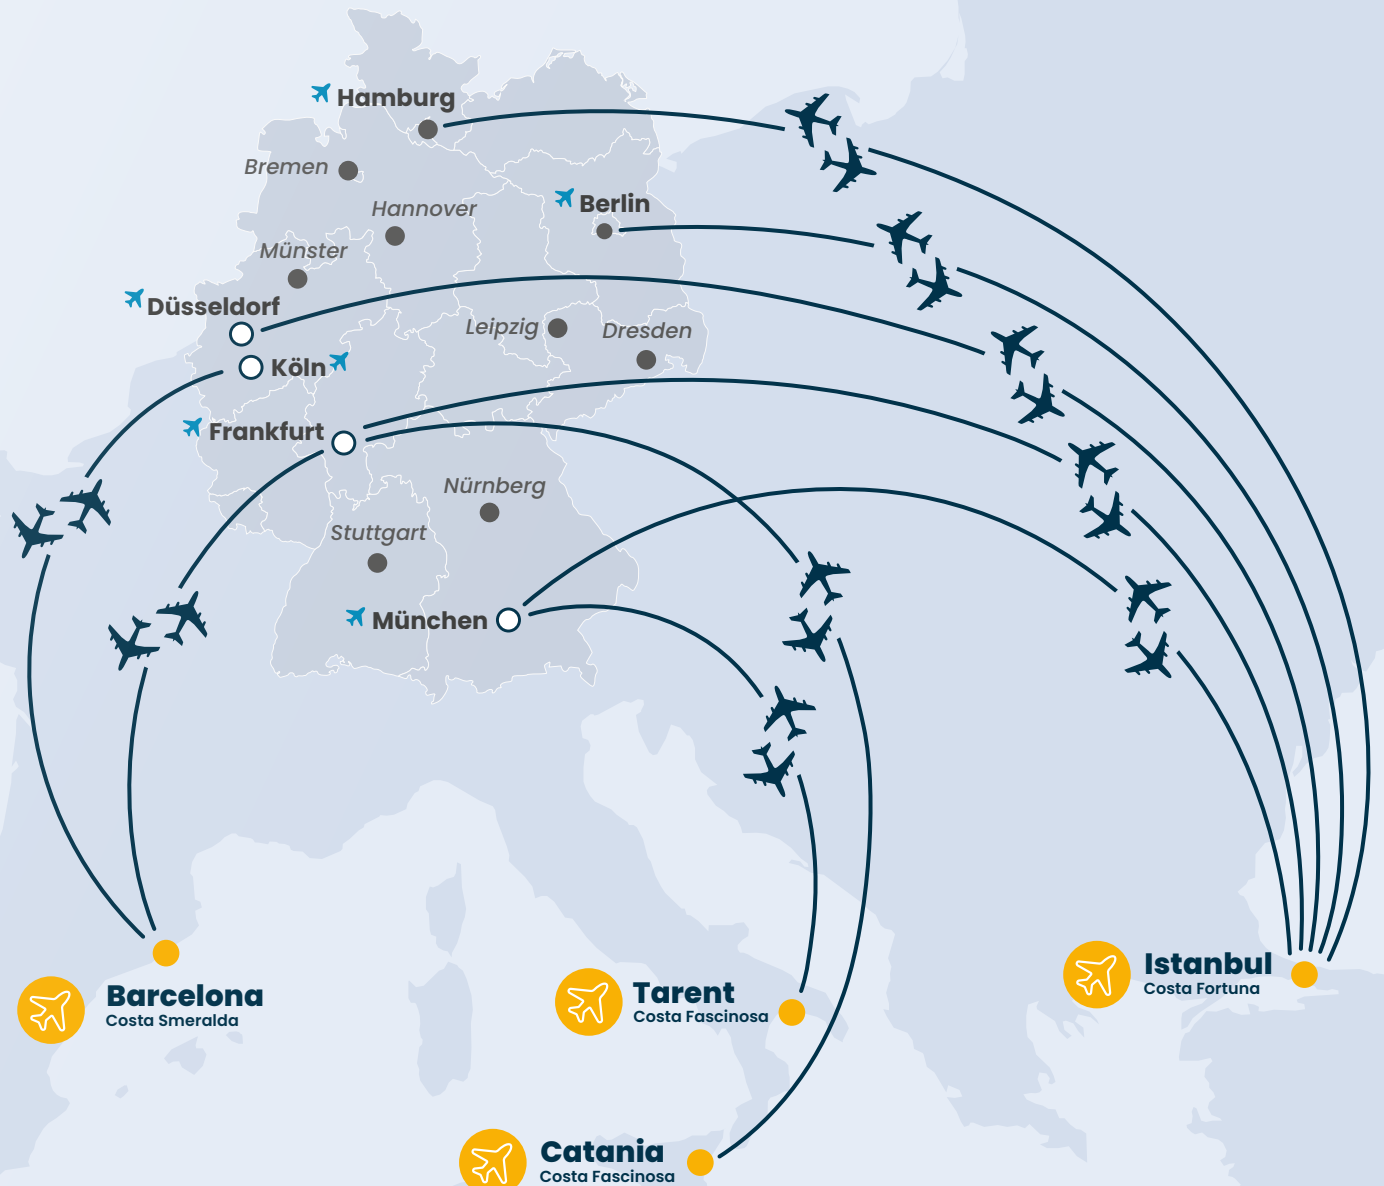 Hamburg
Bremen
Berlin
Hannover
Münster
Düsseldorf
Leipzig
Dresden
Köln
Frankfurt
Nürnberg
Stuttgart
München
Istanbul
Costa Fortuna
Barcelona
Costa Smeralda
Tarent
Costa Fascinosa
Catania
Costa Fascinosa